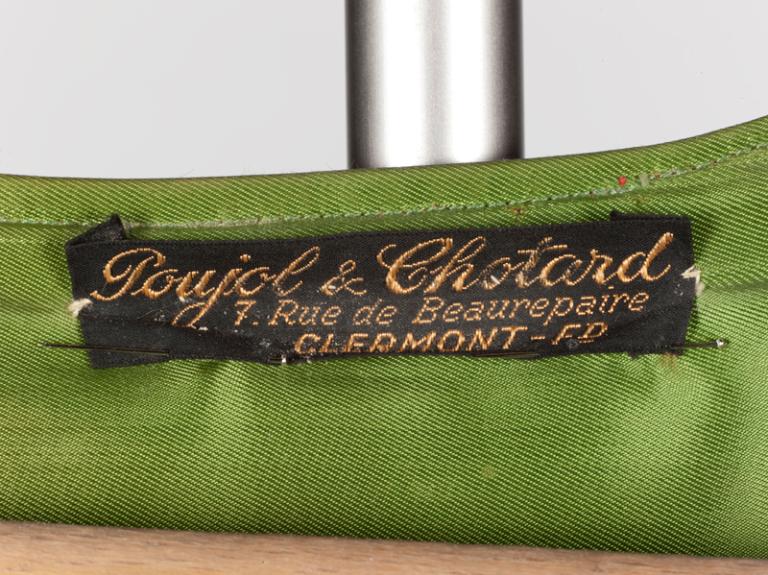 Poujol & Chotard
7. Rue de Beaurepaire
CLERMONT-FD